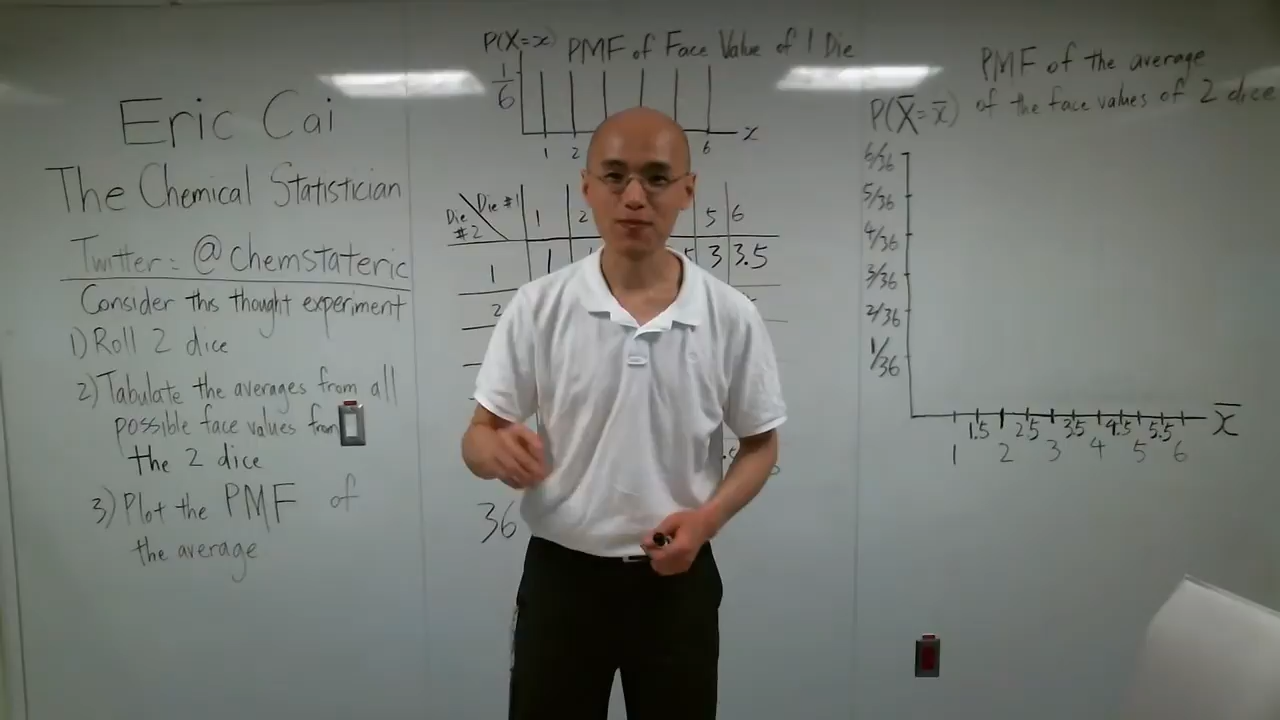 Eric Cai
The Chemical Statistician
Twitter: @chemstateric
Consider this thought experiment
1) Roll 2 dice
2) Tabulate the averages from all
possible face values from
the 2 dice
3) Plot the PMF of
the average
P(X=x) PMF of Face Value of 1 Die
1/6
1 2 6 x
Die #1 1 2 5 6
Die #2
1 1 3 3.5
2
36
PMF of the average
of the face values of 2 dice
P(X̄=x̄)
6/36
5/36
4/36
3/36
2/36
1/36
1.5 2.5 3.5 4.5 5.5 X̄
1 2 3 4 5 6